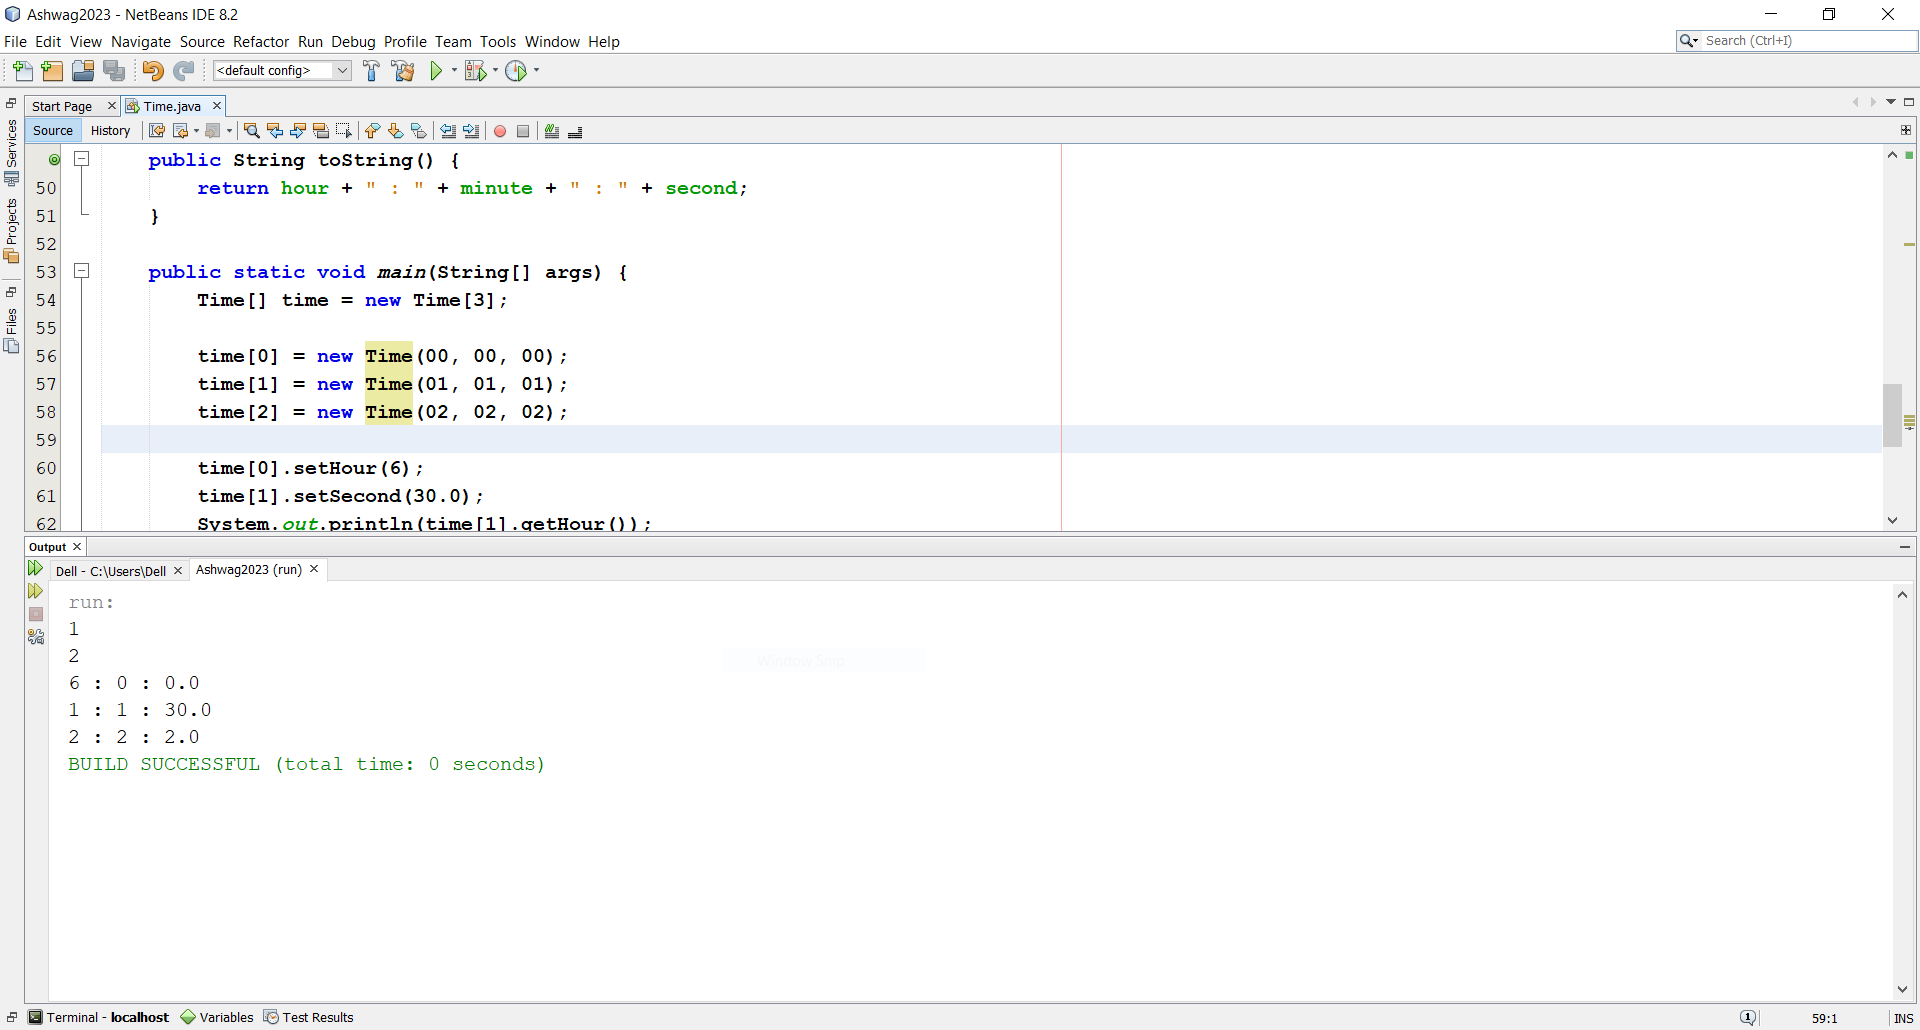 Ashwag2023 - NetBeans IDE 8.2
File Edit View Navigate Source Refactor Run Debug Profile Team Tools Window Help
Search (Ctrl+I)
<default config>
Start Page
Time.java
Source History
Services
Projects
Files
public String toString() {
50 return hour + " : " + minute + " : " + second;
51 }
52
53 public static void main(String[] args) {
54 Time[] time = new Time[3];
55
56 time[0] = new Time(00, 00, 00);
57 time[1] = new Time(01, 01, 01);
58 time[2] = new Time(02, 02, 02);
59
60 time[0].setHour(6);
61 time[1].setSecond(30.0);
62 System.out.println(time[1].getHour());
Output
Dell - C:\Users\Dell
Ashwag2023 (run)
run:
1
2
6 : 0 : 0.0
1 : 1 : 30.0
2 : 2 : 2.0
BUILD SUCCESSFUL (total time: 0 seconds)
Terminal - localhost Variables Test Results
1
59:1 INS